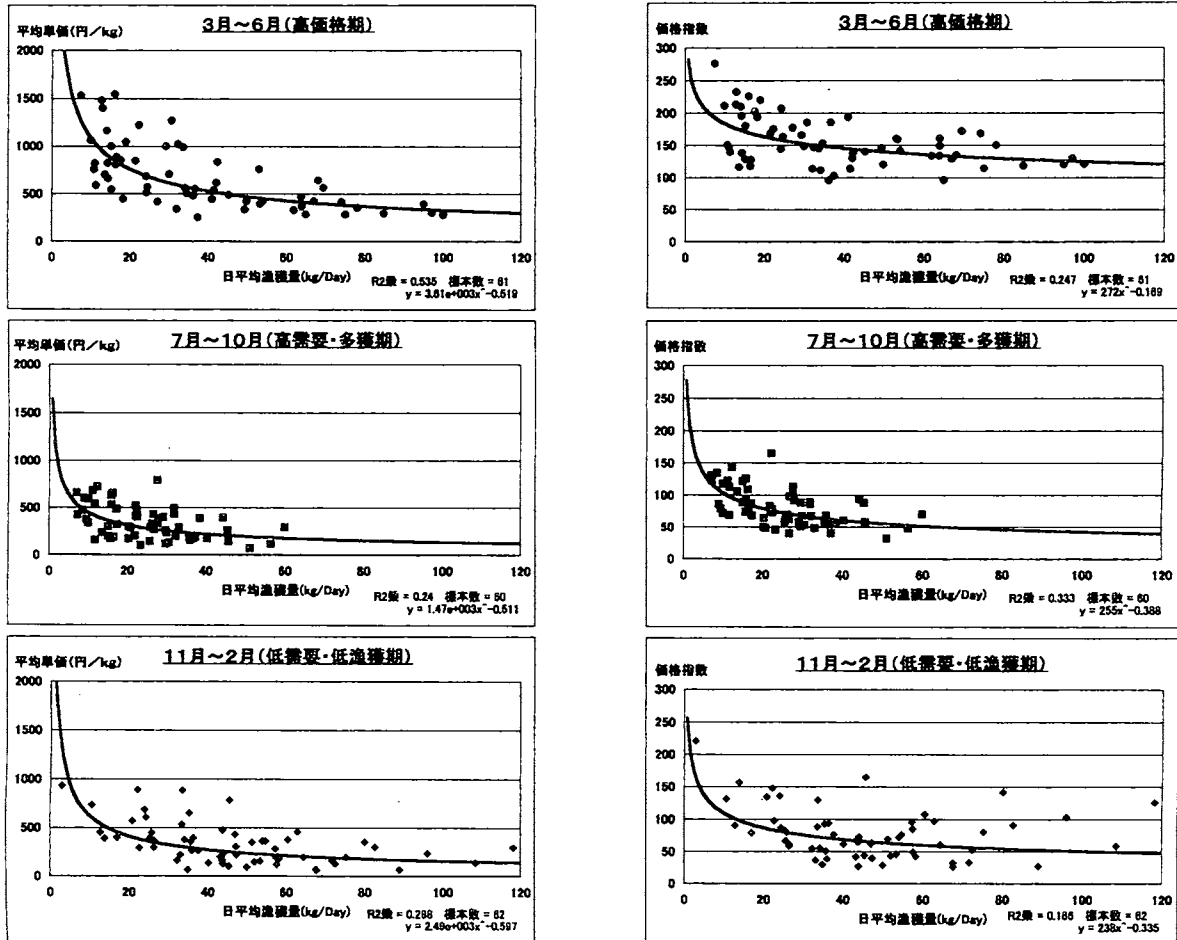 3月～6月(高価格期)
平均単価(円／kg)
2000
1500
1000
500
0
0 20 40 60 80 100 120
日平均漁獲量(kg/Day)
R2乗 = 0.535 標本数 = 61
y = 3.61e+003x^-0.519
3月～6月(高価格期)
価格指数
300
250
200
150
100
50
0
0 20 40 60 80 100 120
日平均漁獲量(kg/Day)
R2乗 = 0.247 標本数 = 61
y = 272x^-0.169
7月～10月(高需要・多獲期)
平均単価(円／kg)
2000
1500
1000
500
0
0 20 40 60 80 100 120
日平均漁獲量(kg/Day)
R2乗 = 0.24 標本数 = 60
y = 1.47e+003x^-0.511
7月～10月(高需要・多獲期)
価格指数
300
250
200
150
100
50
0
0 20 40 60 80 100 120
日平均漁獲量(kg/Day)
R2乗 = 0.333 標本数 = 60
y = 255x^-0.388
11月～2月(低需要・低漁獲期)
平均単価(円／kg)
2000
1500
1000
500
0
0 20 40 60 80 100 120
日平均漁獲量(kg/Day)
R2乗 = 0.288 標本数 = 62
y = 2.49e+003x^-0.597
11月～2月(低需要・低漁獲期)
価格指数
300
250
200
150
100
50
0
0 20 40 60 80 100 120
日平均漁獲量(kg/Day)
R2乗 = 0.186 標本数 = 62
y = 238x^-0.335